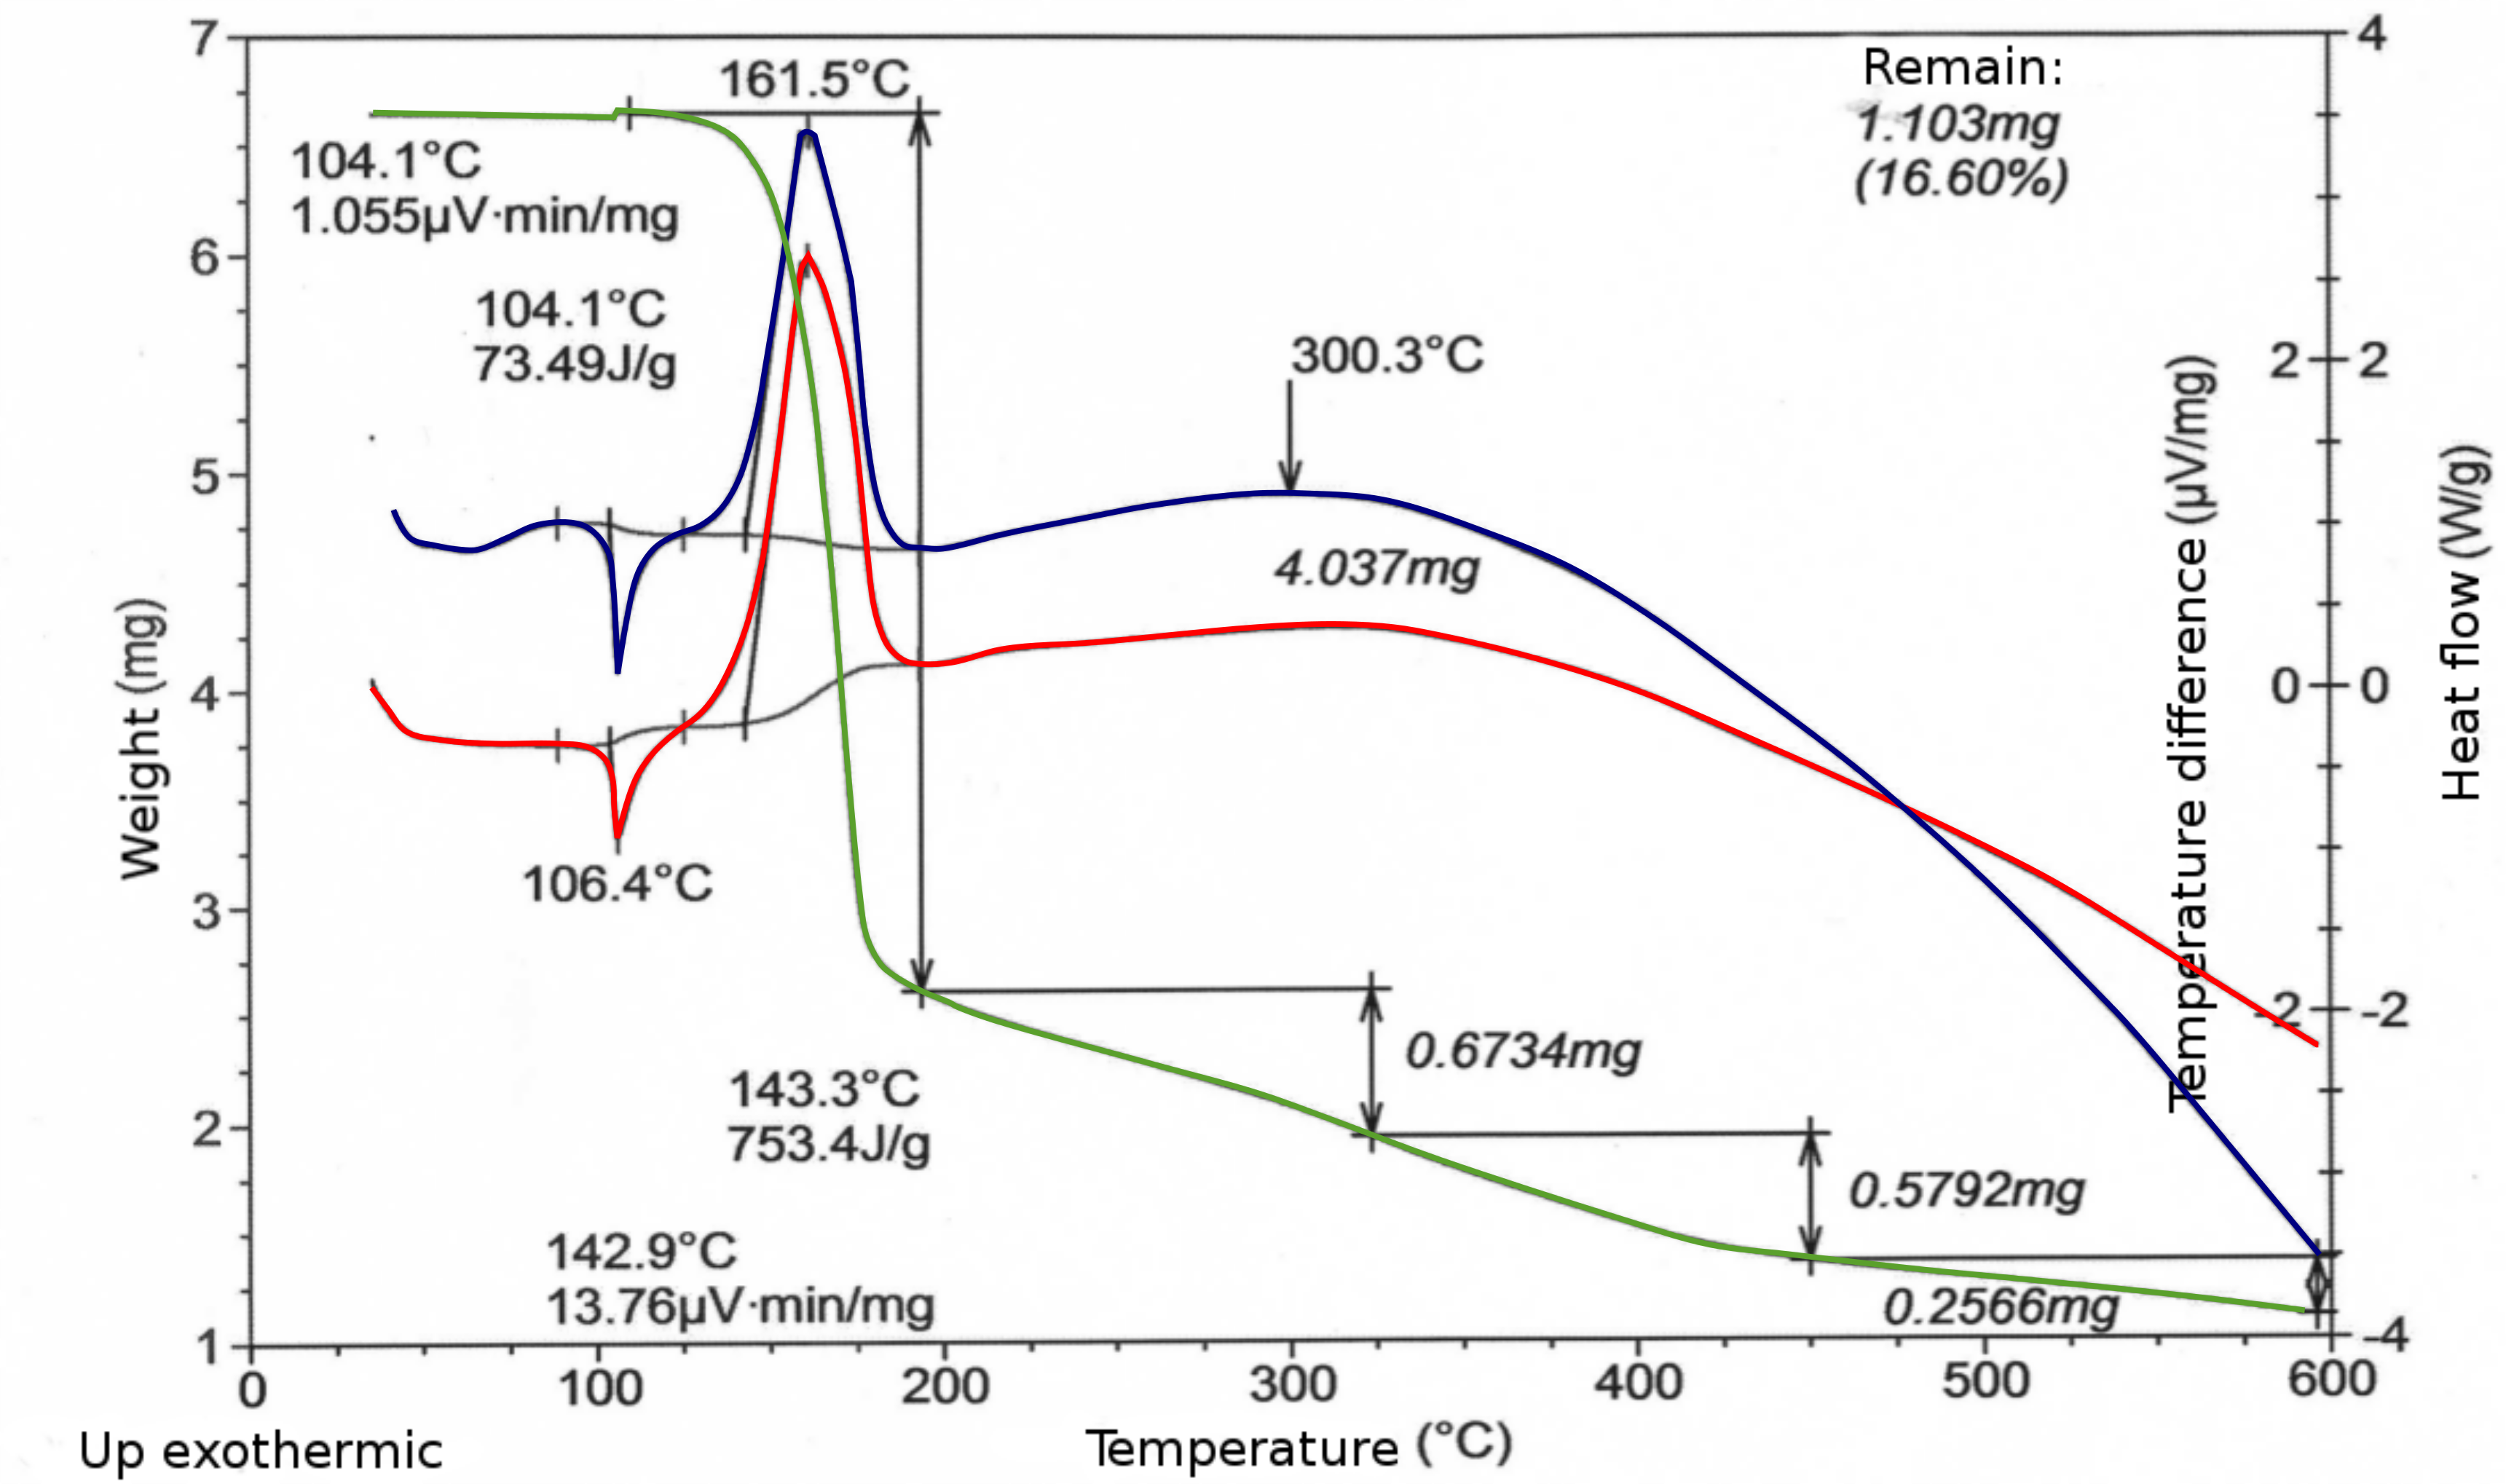 7
6
5
4
3
2
1
Weight (mg)
0
100
200
300
400
500
600
Temperature (°C)
Up exothermic
161.5°C
104.1°C
1.055µV·min/mg
104.1°C
73.49J/g
106.4°C
143.3°C
753.4J/g
142.9°C
13.76µV·min/mg
300.3°C
4.037mg
0.6734mg
0.5792mg
0.2566mg
Remain:
1.103mg
(16.60%)
2
0
-2
Temperature difference (µV/mg)
4
2
0
-2
-4
Heat flow (W/g)